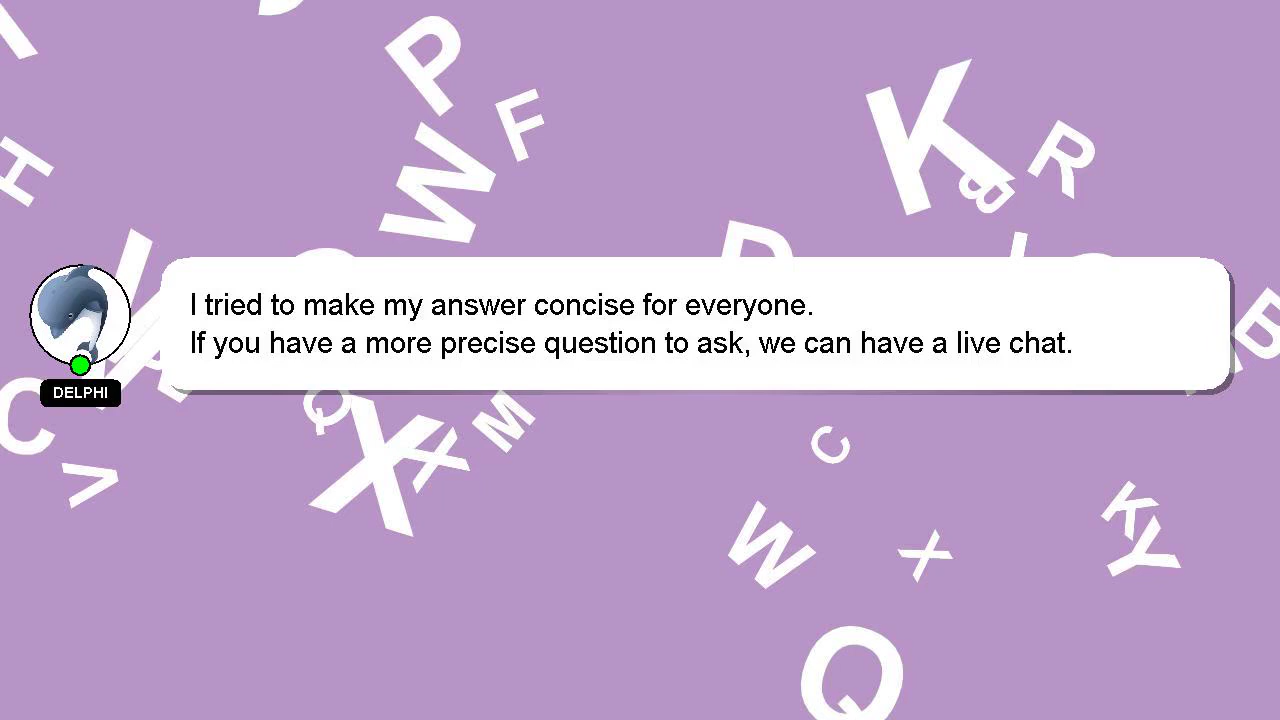 P
F
W
K
R
B
H
D
I tried to make my answer concise for everyone.
If you have a more precise question to ask, we can have a live chat.
DELPHI
B
C
Q
X
X
M
V
C
W
X
K
Y
Q